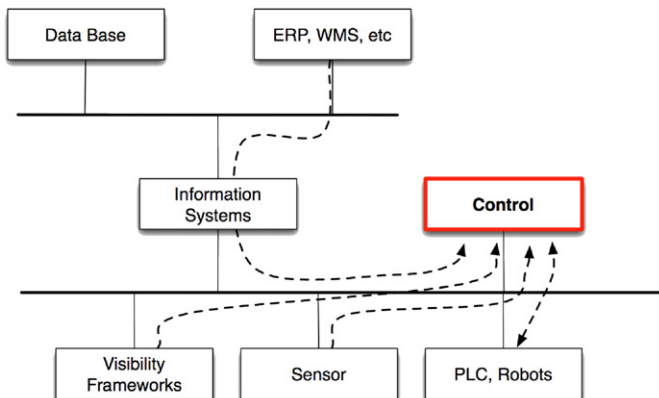 Data Base
ERP, WMS, etc
Information
Systems
Control
Visibility
Frameworks
Sensor
PLC, Robots